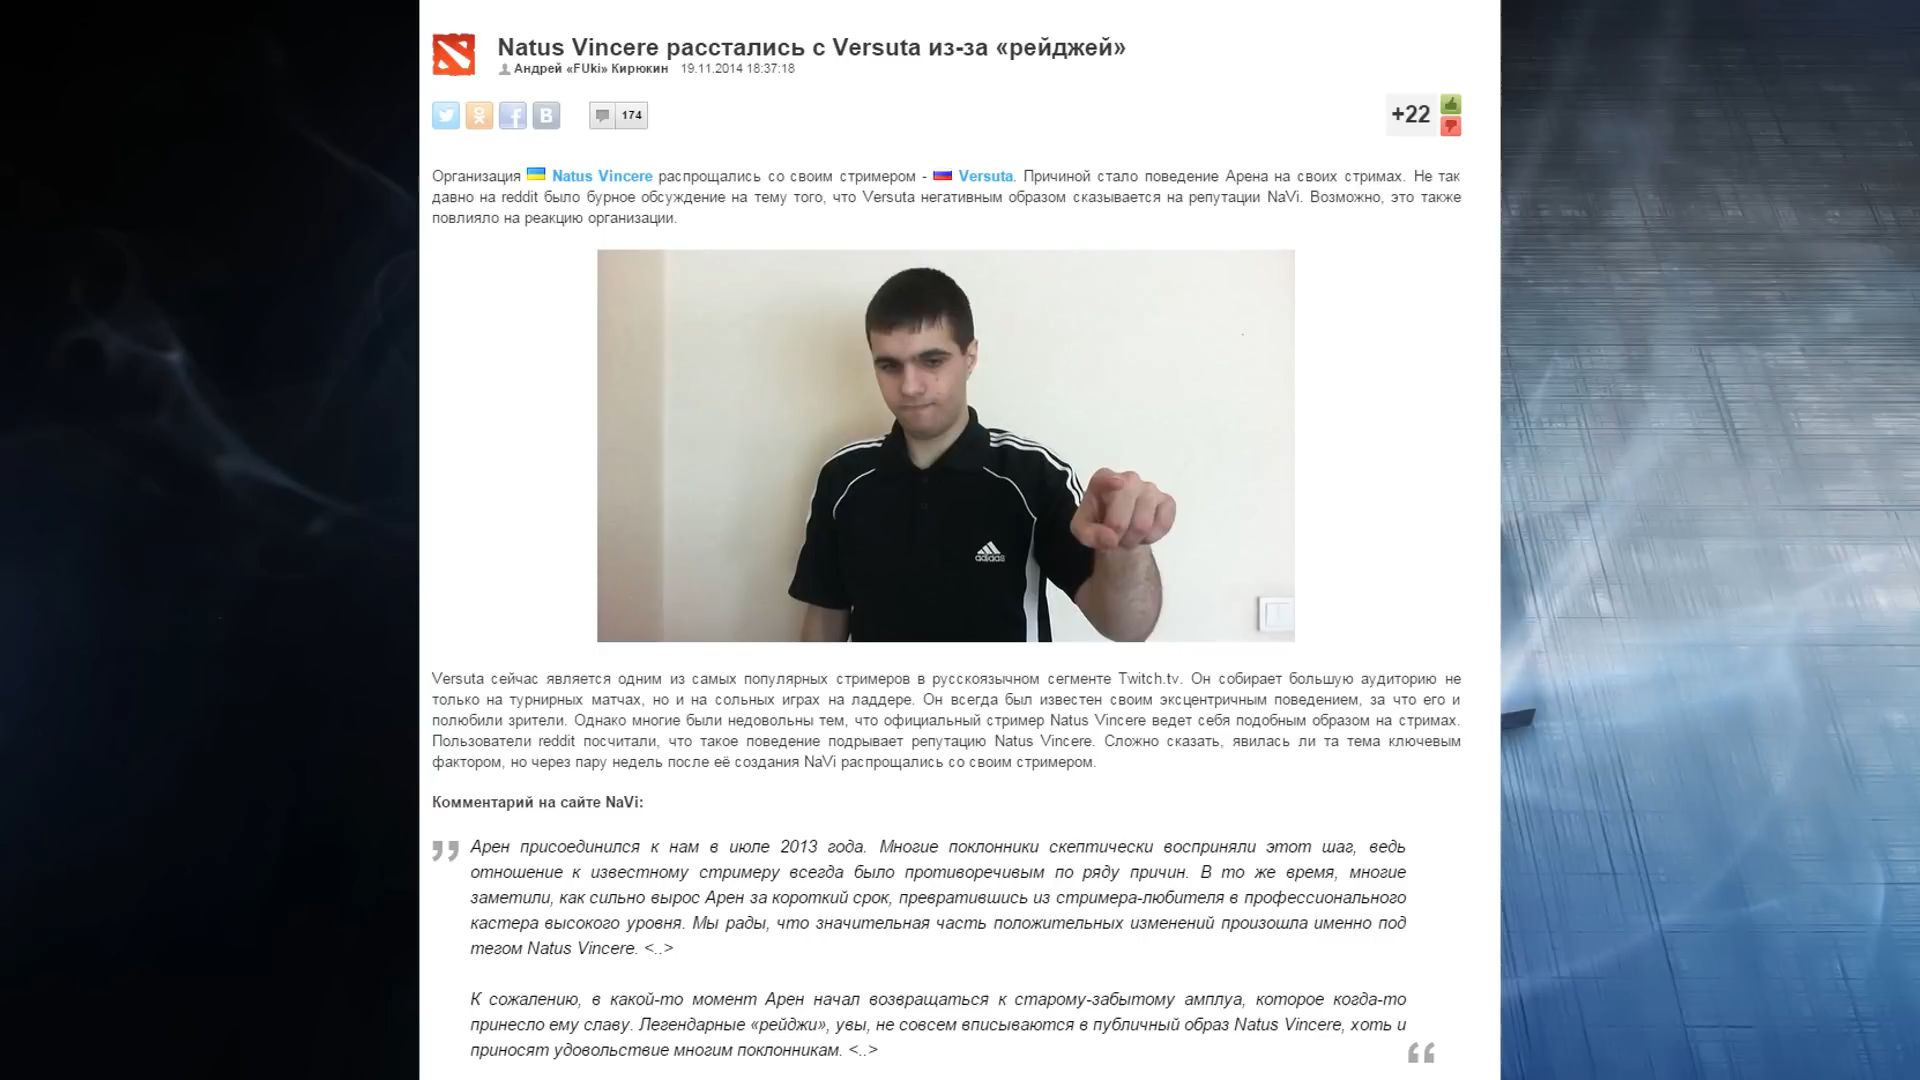 Natus Vincere расстались с Versuta из-за «рейджей»
Андрей «FUki» Кирюкин 19.11.2014 18:37:18
174
+22
Организация Natus Vincere распрощались со своим стримером - Versuta. Причиной стало поведение Арена на своих стримах. Не так
давно на reddit было бурное обсуждение на тему того, что Versuta негативным образом сказывается на репутации NaVi. Возможно, это также
повлияло на реакцию организации.
adidas
Versuta сейчас является одним из самых популярных стримеров в русскоязычном сегменте Twitch.tv. Он собирает большую аудиторию не
только на турнирных матчах, но и на сольных играх на ладдере. Он всегда был известен своим эксцентричным поведением, за что его и
полюбили зрители. Однако многие были недовольны тем, что официальный стример Natus Vincere ведет себя подобным образом на стримах.
Пользователи reddit посчитали, что такое поведение подрывает репутацию Natus Vincere. Сложно сказать, явилась ли та тема ключевым
фактором, но через пару недель после её создания NaVi распрощались со своим стримером.
Комментарий на сайте NaVi:
Арен присоединился к нам в июле 2013 года. Многие поклонники скептически восприняли этот шаг, ведь
отношение к известному стримеру всегда было противоречивым по ряду причин. В то же время, многие
заметили, как сильно вырос Арен за короткий срок, превратившись из стримера-любителя в профессионального
кастера высокого уровня. Мы рады, что значительная часть положительных изменений произошла именно под
тегом Natus Vincere. <..>
К сожалению, в какой-то момент Арен начал возвращаться к старому-забытому амплуа, которое когда-то
принесло ему славу. Легендарные «рейджи», увы, не совсем вписываются в публичный образ Natus Vincere, хоть и
приносят удовольствие многим поклонникам. <..>